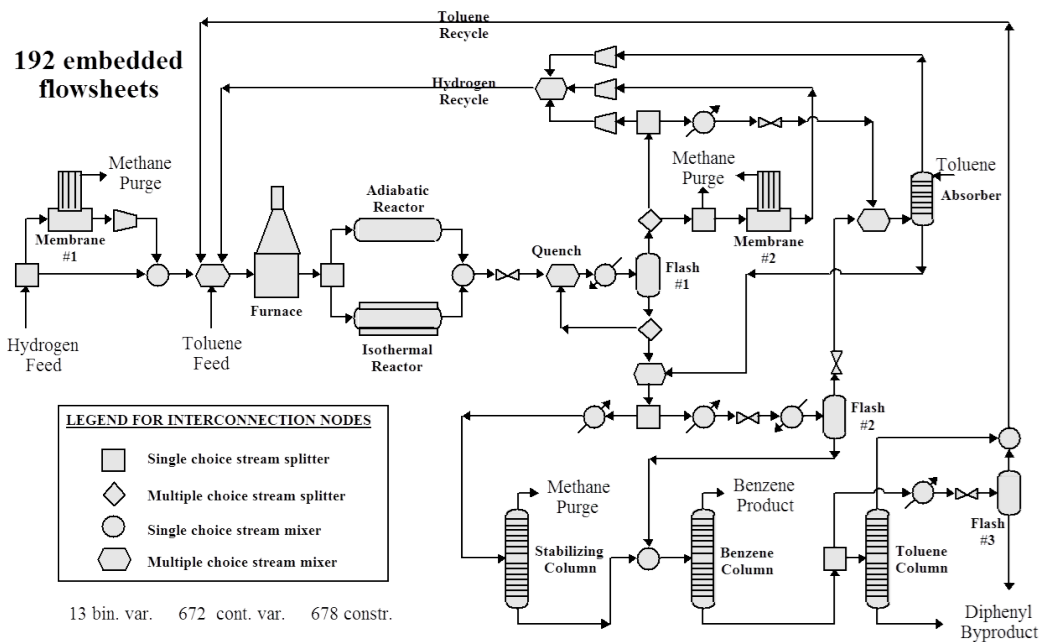 Toluene
Recycle
192 embedded
flowsheets
Hydrogen
Recycle
Methane
Purge
Membrane
#1
Adiabatic
Reactor
Furnace
Isothermal
Reactor
Quench
Flash
#1
Methane
Purge
Membrane
#2
Toluene
Absorber
Hydrogen
Feed
Toluene
Feed
LEGEND FOR INTERCONNECTION NODES
Single choice stream splitter
Multiple choice stream splitter
Single choice stream mixer
Multiple choice stream mixer
Flash
#2
Methane
Purge
Stabilizing
Column
Benzene
Product
Benzene
Column
Toluene
Column
Flash
#3
Diphenyl
Byproduct
13 bin. var. 672 cont. var. 678 constr.